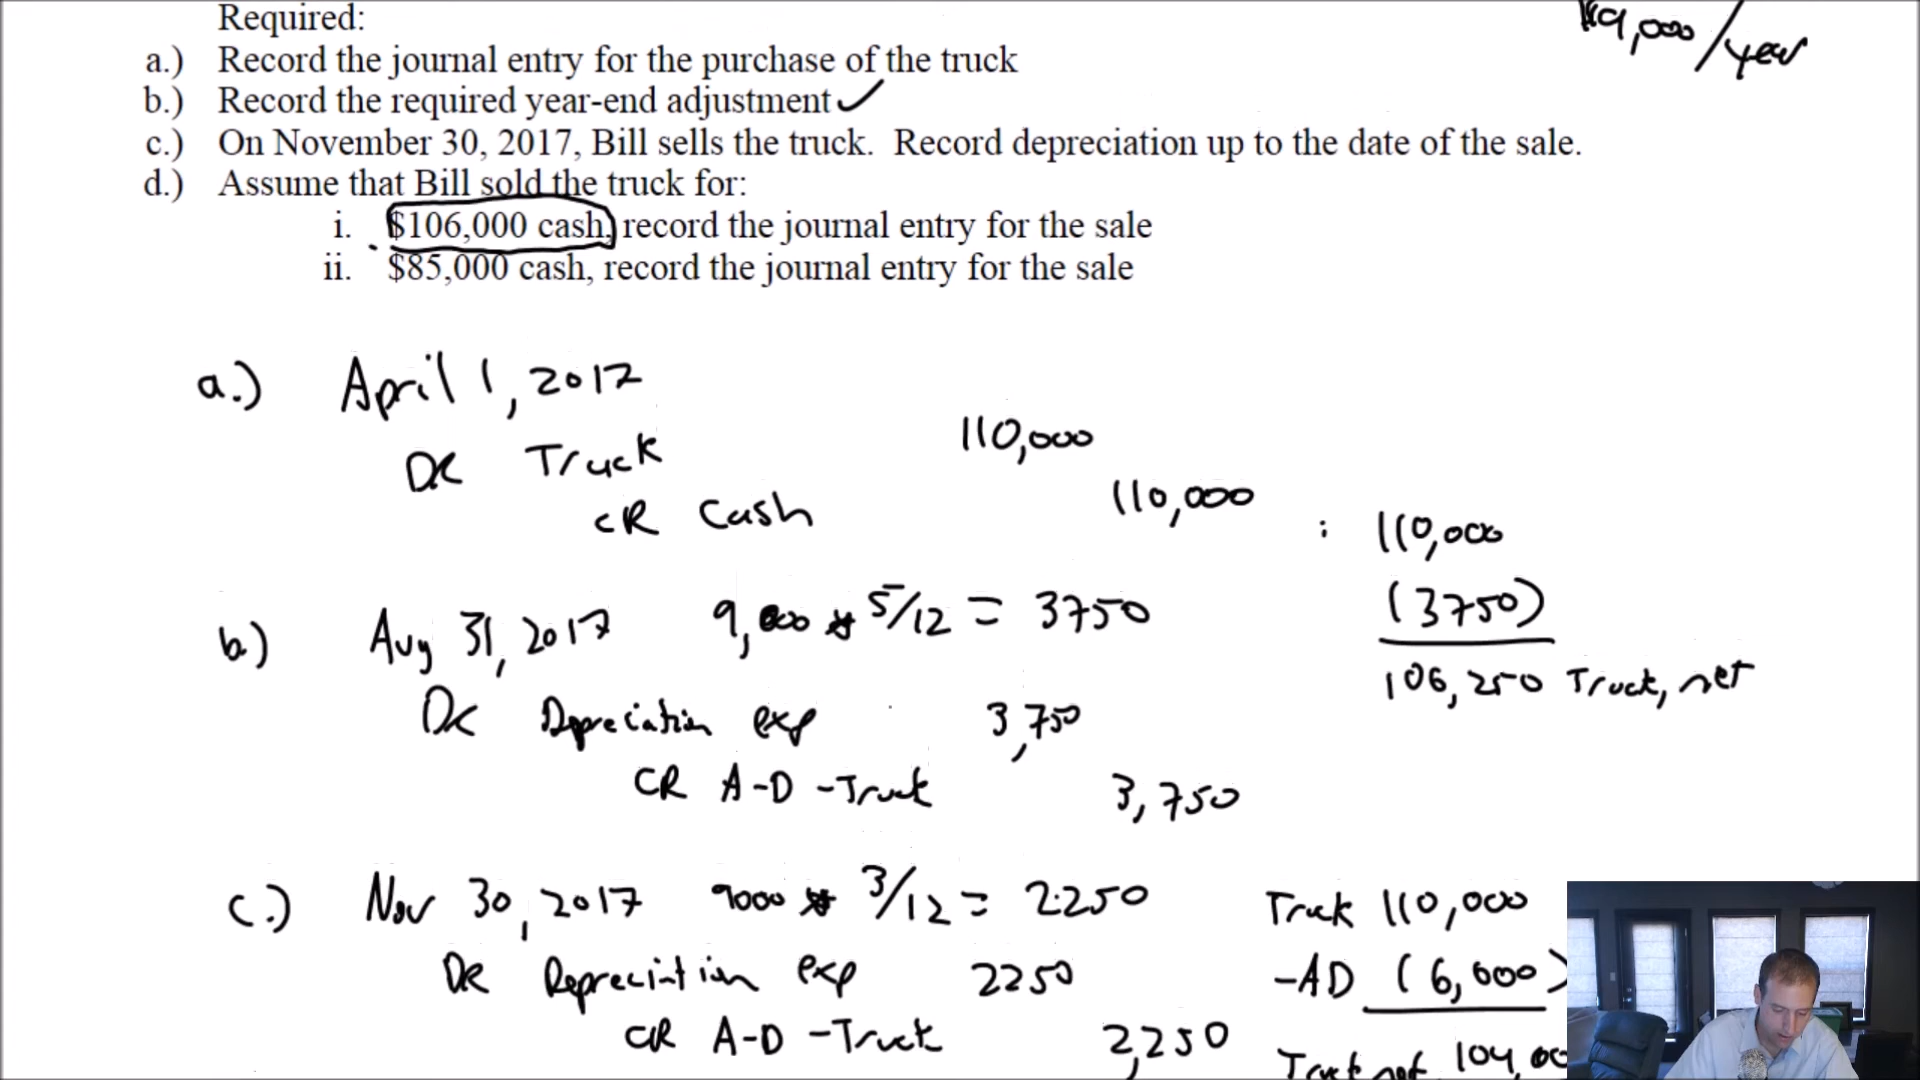 Required:
9,000/year
a.) Record the journal entry for the purchase of the truck
b.) Record the required year-end adjustment
c.) On November 30, 2017, Bill sells the truck. Record depreciation up to the date of the sale.
d.) Assume that Bill sold the truck for:
i. $106,000 cash, record the journal entry for the sale
ii. $85,000 cash, record the journal entry for the sale
a.) April 1, 2017
DR Truck 110,000
CR Cash 110,000
110,000
(3750)
106,250 Truck, net
b) Aug 31, 2017 9,000 * 5/12 = 3750
DR Depreciation exp 3,750
CR A-D -Truck 3,750
c.) Nov 30, 2017 9000 * 3/12 = 2250
DR Depreciation exp 2250
CR A-D -Truck 2,250
Truck 110,000
-AD (6,000)
Truck net 104,00